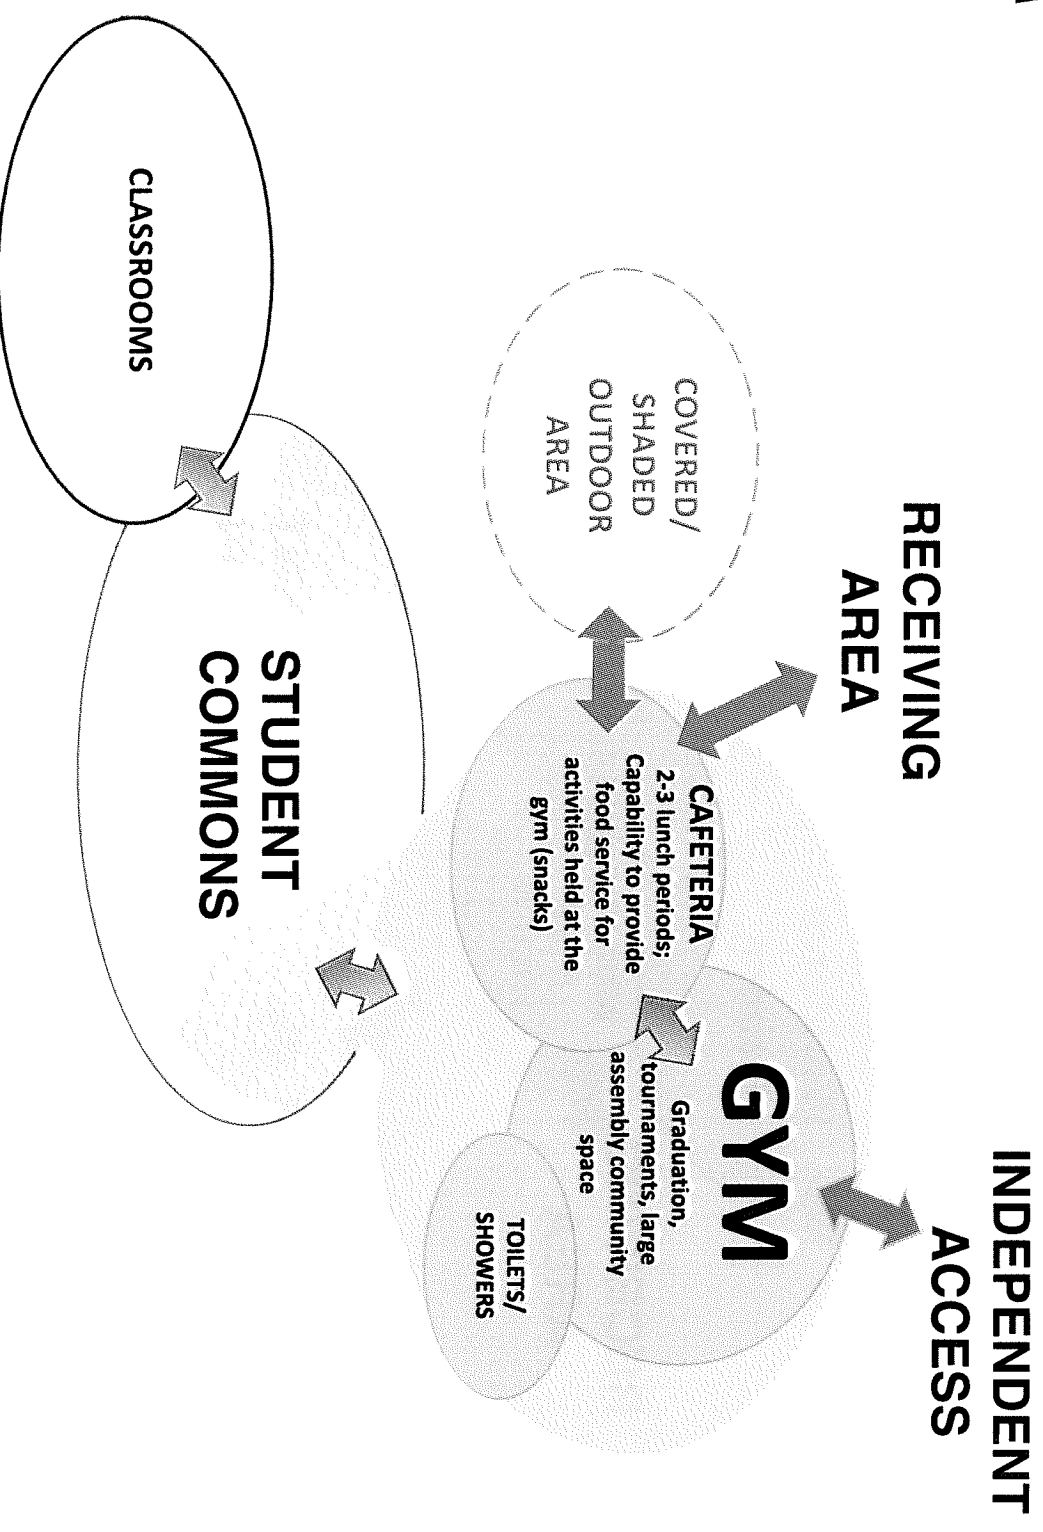 RECEIVING
AREA
INDEPENDENT
ACCESS
COVERED/
SHADED
OUTDOOR
AREA
CAFETERIA
2-3 lunch periods;
Capability to provide
food service for
activities held at the
gym (snacks)
GYM
Graduation,
tournaments, large
assembly community
space
TOILETS/
SHOWERS
STUDENT
COMMONS
CLASSROOMS